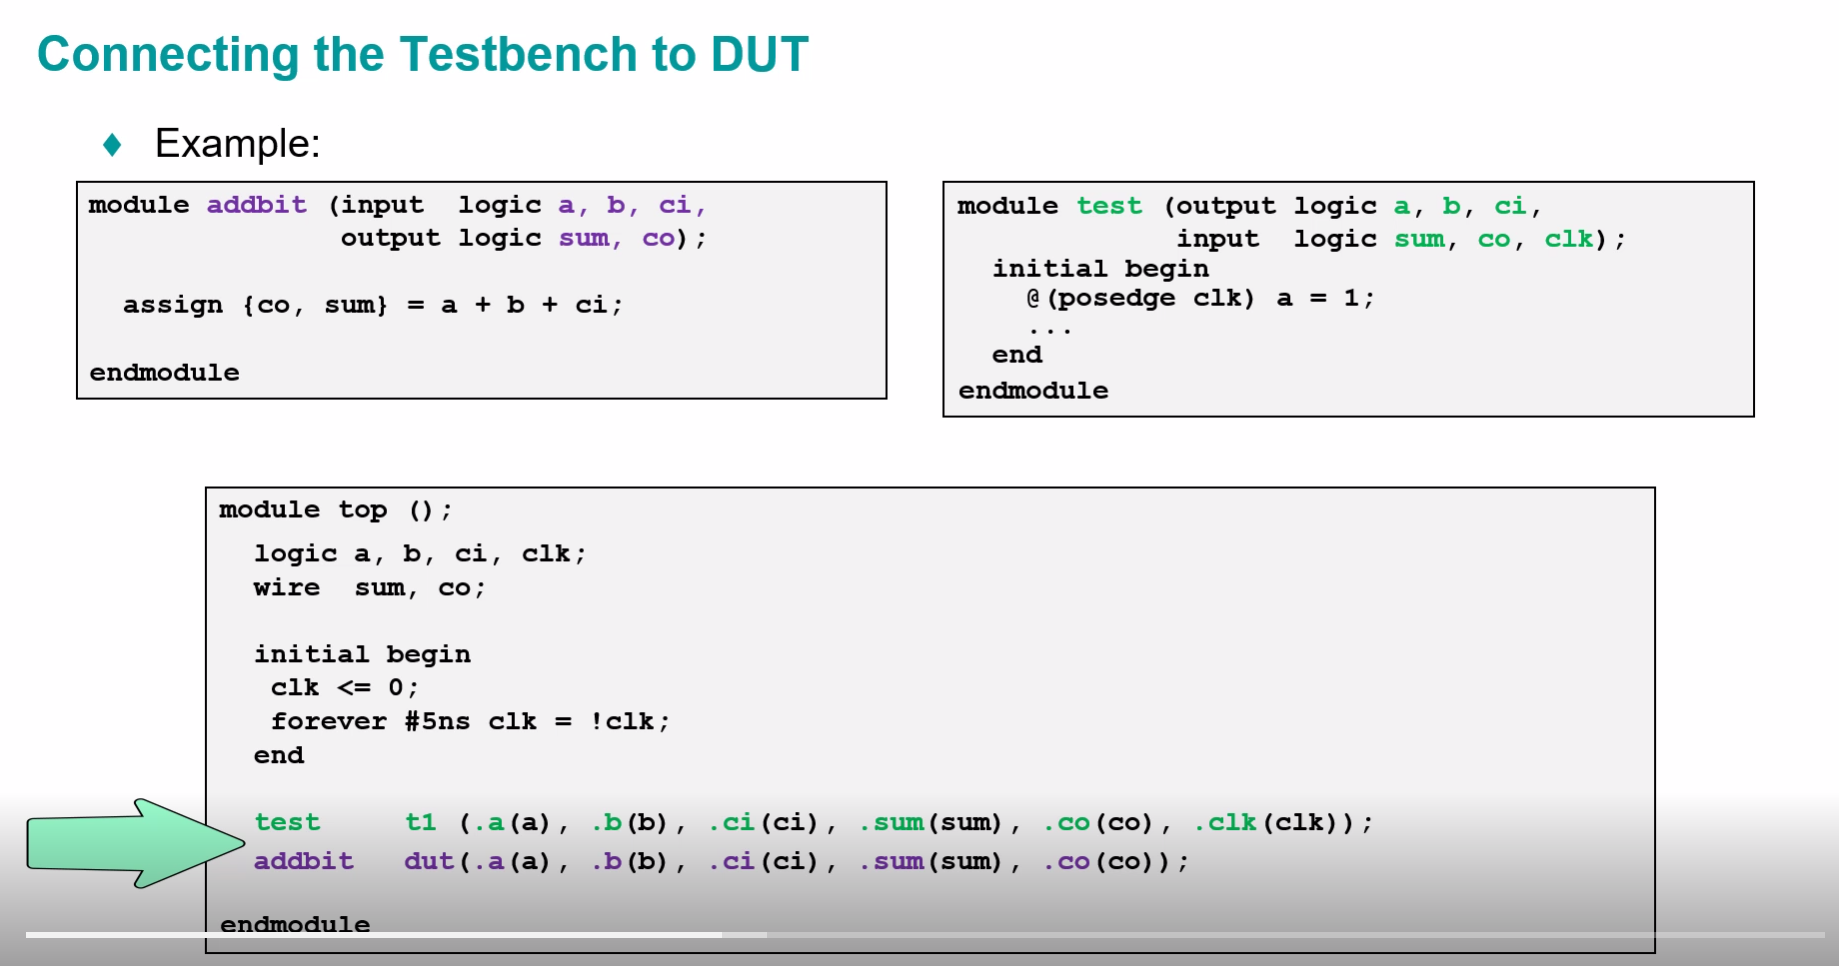 Connecting the Testbench to DUT
Example:
module addbit (input  logic a, b, ci,
               output logic sum, co);
  assign {co, sum} = a + b + ci;
endmodule
module test (output logic a, b, ci,
             input  logic sum, co, clk);
  initial begin
    @(posedge clk) a = 1;
    ...
  end
endmodule
module top ();
  logic a, b, ci, clk;
  wire  sum, co;
  initial begin
   clk <= 0;
   forever #5ns clk = !clk;
  end
  test     t1 (.a(a), .b(b), .ci(ci), .sum(sum), .co(co), .clk(clk));
  addbit   dut(.a(a), .b(b), .ci(ci), .sum(sum), .co(co));
endmodule